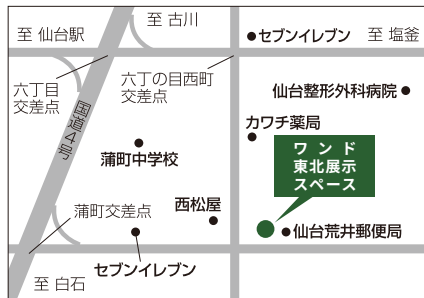 至 仙台駅
至 古川
セブンイレブン
至 塩釜
六丁目
交差点
六丁の目西町
交差点
仙台整形外科病院
国道4号
カワチ薬局
蒲町中学校
ワンド
東北展示
スペース
蒲町交差点
西松屋
仙台荒井郵便局
セブンイレブン
至 白石